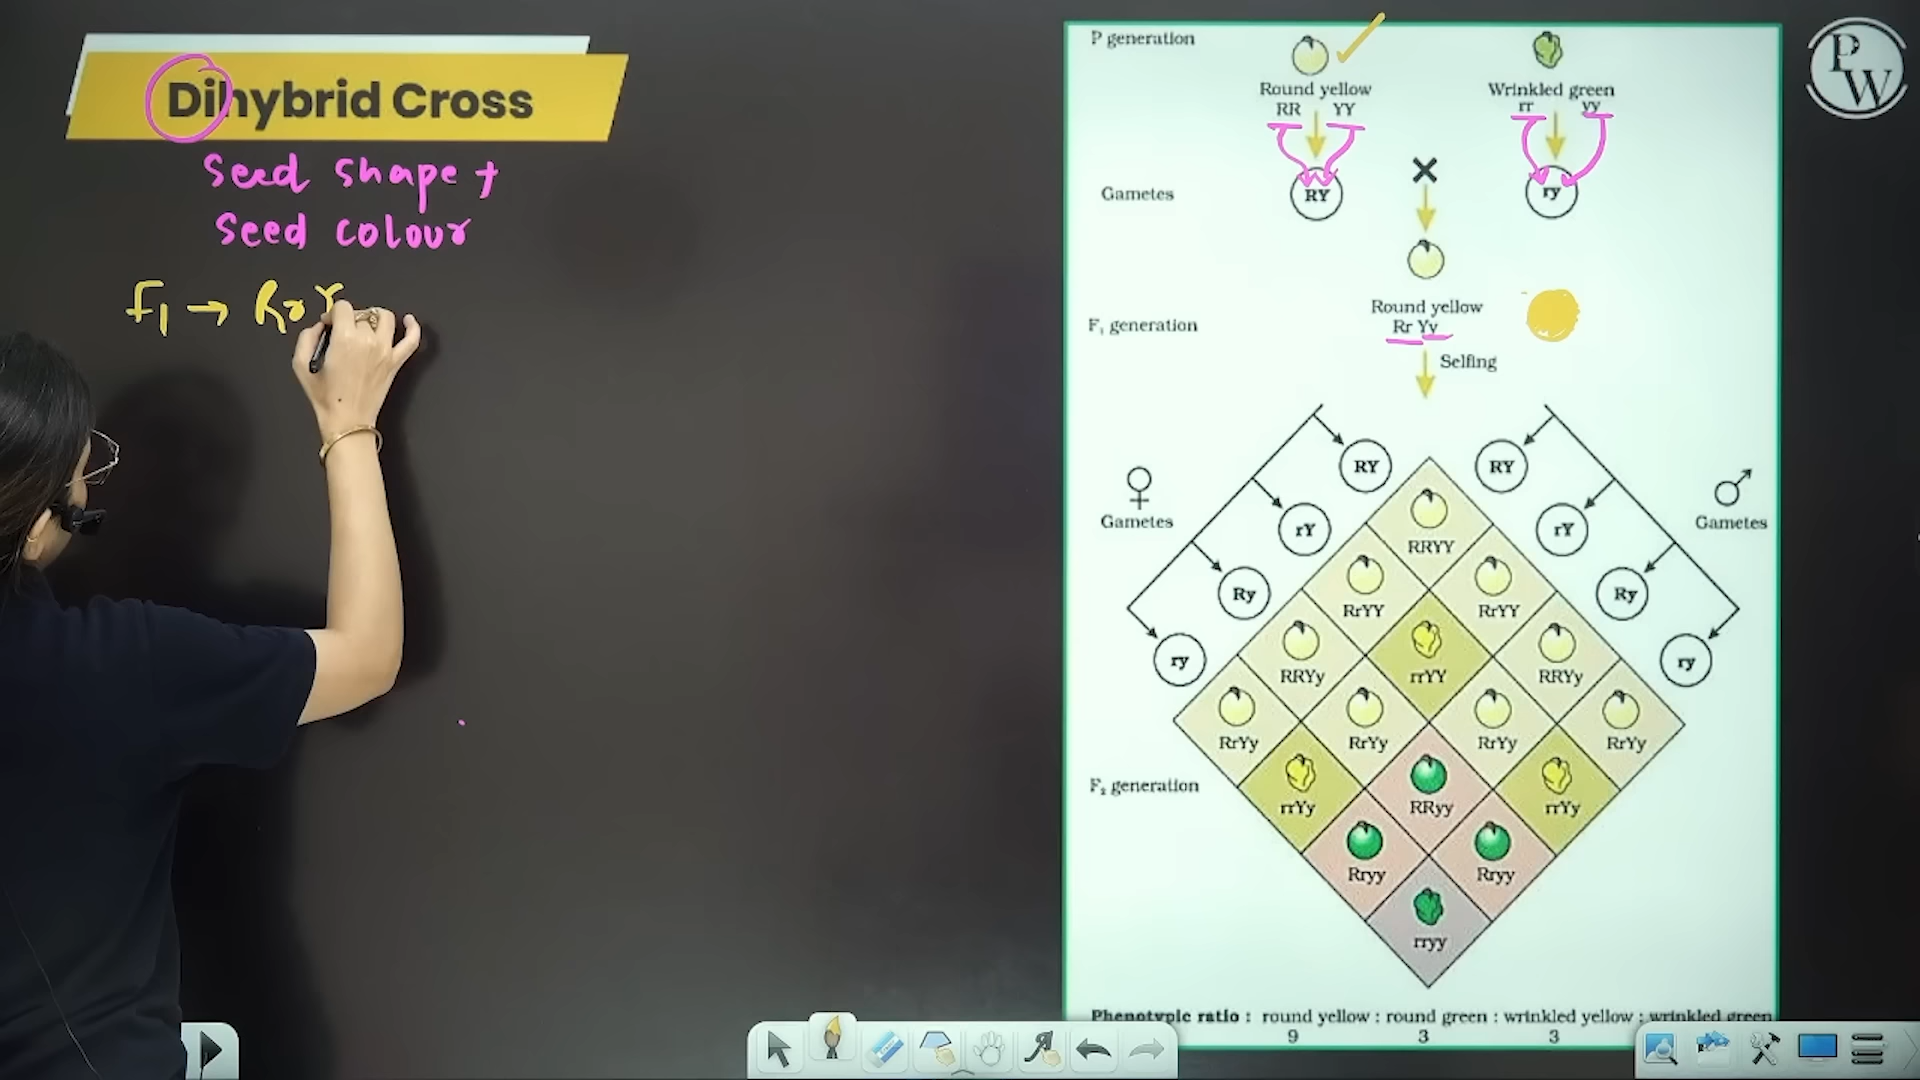 Dihybrid Cross
Seed shape +
Seed colour
F1 → RrY
P generation
Round yellow
RR YY
Wrinkled green
rr yy
Gametes
RY
×
ry
Round yellow
F1 generation
Rr Yy
Selfing
♀
Gametes
RY
rY
Ry
ry
♂
Gametes
RY
rY
Ry
ry
RRYY
RrYY RrYY
RRYy rrYY RRYy
RrYy RrYy RrYy RrYy
F2 generation
rrYy RRyy rrYy
Rryy Rryy
rryy
Phenotypic ratio : round yellow : round green : wrinkled yellow : wrinkled green
9 3 3
PW